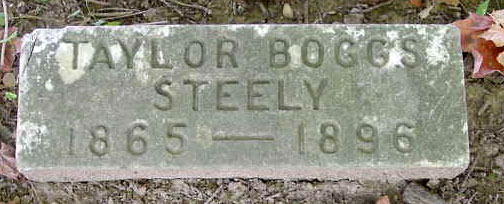 TAYLOR BOGGS
STEELY
1865 — 1896